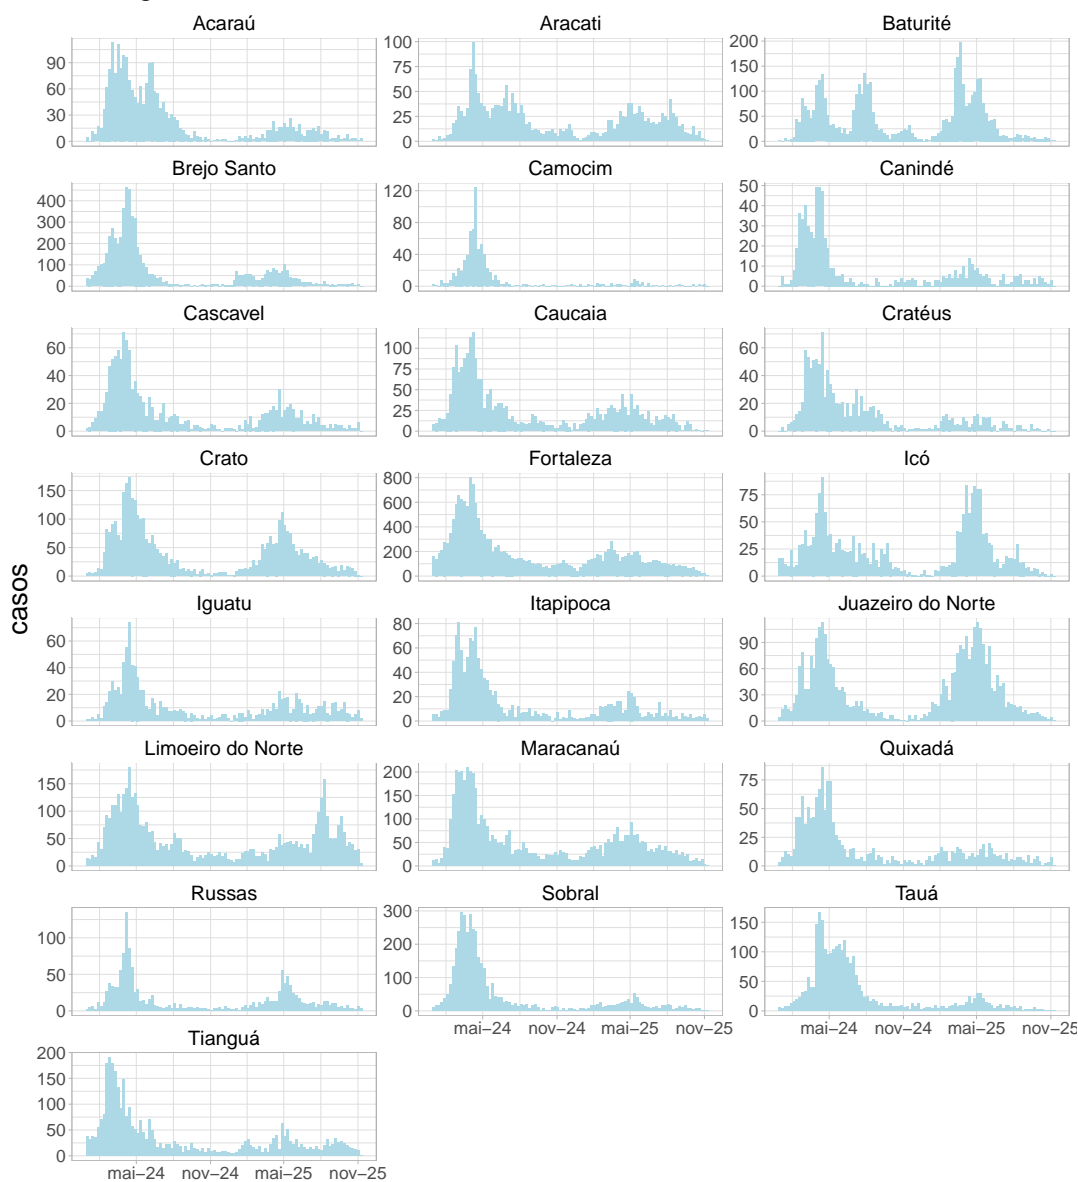 Acaraú Aracati Baturité
90 60 30 0
100 75 50 25 0
200 150 100 50 0
Brejo Santo Camocim Canindé
400 300 200 100 0
120 80 40 0
50 40 30 20 10 0
Cascavel Caucaia Cratéus
60 40 20 0
100 75 50 25 0
60 40 20 0
Crato Fortaleza Icó
150 100 50 0
800 600 400 200 0
75 50 25 0
casos
Iguatu Itapipoca Juazeiro do Norte
60 40 20 0
80 60 40 20 0
90 60 30 0
Limoeiro do Norte Maracanaú Quixadá
150 100 50 0
200 150 100 50 0
75 50 25 0
Russas Sobral Tauá
100 50 0
300 200 100 0
150 100 50 0
mai−24 nov−24 mai−25 nov−25 mai−24 nov−24 mai−25 nov−25
Tianguá
200 150 100 50 0
mai−24 nov−24 mai−25 nov−25